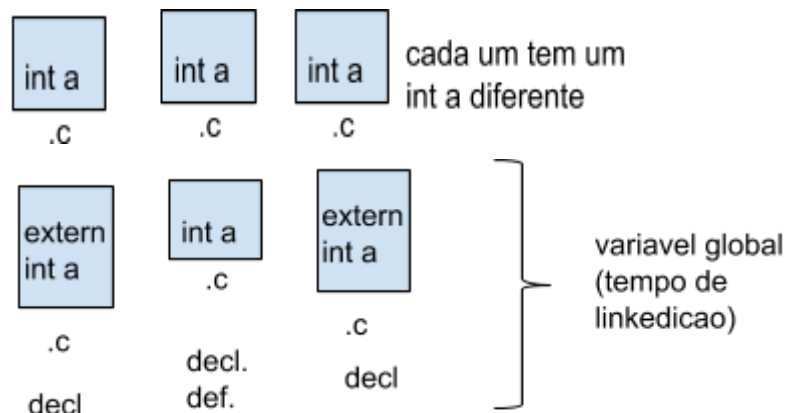 int a
.c
int a
.c
int a
.c
cada um tem um
int a diferente
extern
int a
.c
decl
int a
.c
decl.
def.
extern
int a
.c
decl
variavel global
(tempo de
linkedicao)